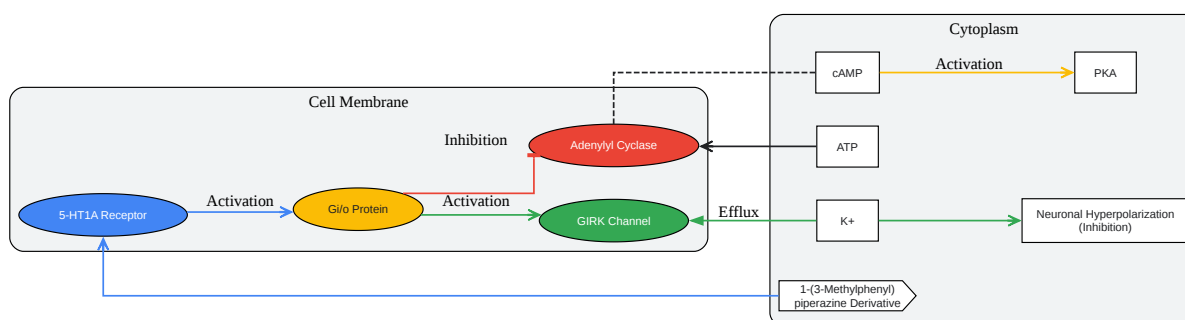 Cytoplasm
cAMP
Activation
PKA
Cell Membrane
Inhibition
Adenylyl Cyclase
ATP
5-HT1A Receptor
Activation
Gi/o Protein
Activation
GIRK Channel
Efflux
K+
Neuronal Hyperpolarization
(Inhibition)
1-(3-Methylphenyl)
piperazine Derivative